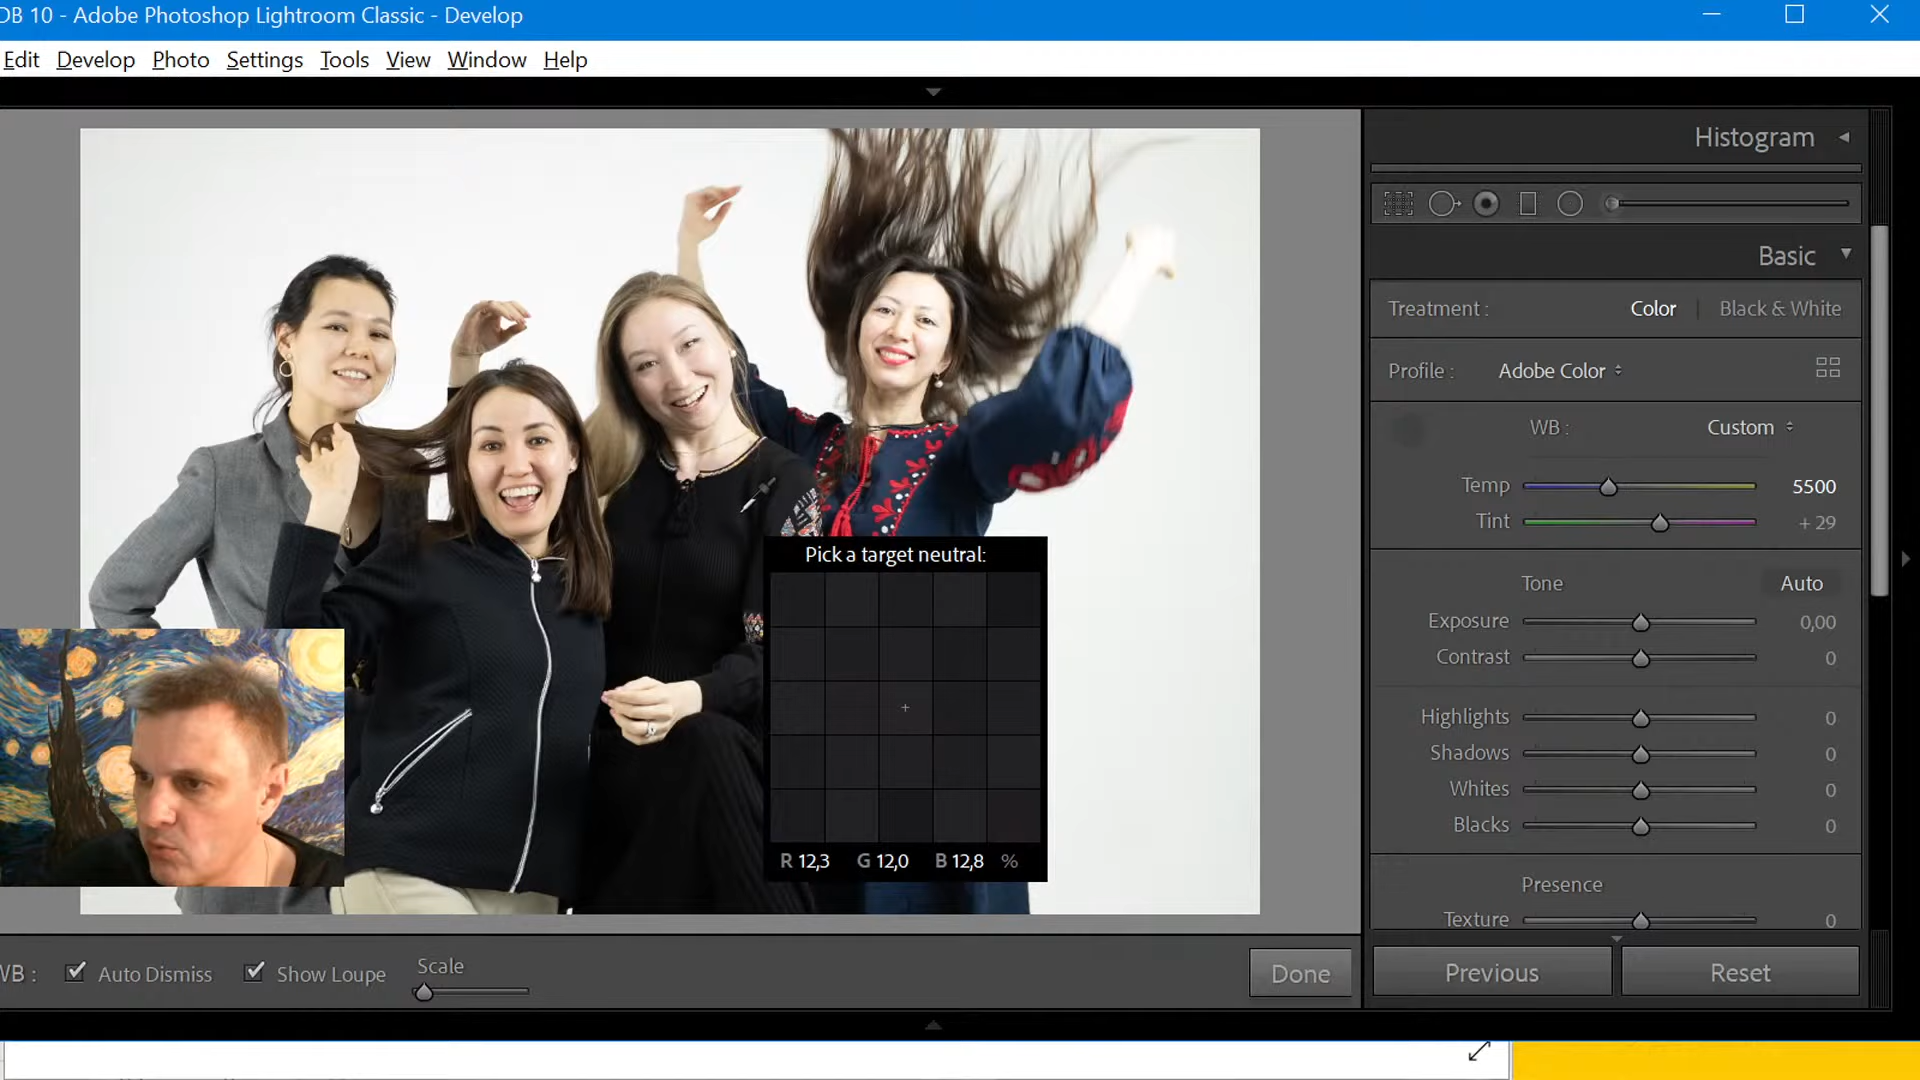 DB 10 - Adobe Photoshop Lightroom Classic - Develop
Edit Develop Photo Settings Tools View Window Help
Histogram
Basic
Treatment : Color Black & White
Profile : Adobe Color
WB : Custom
Temp 5500
Tint + 29
Tone Auto
Exposure 0,00
Contrast 0
Highlights 0
Shadows 0
Whites 0
Blacks 0
Presence
Texture 0
Previous Reset
Pick a target neutral:
R 12,3 G 12,0 B 12,8 %
WB : Auto Dismiss Show Loupe Scale Done